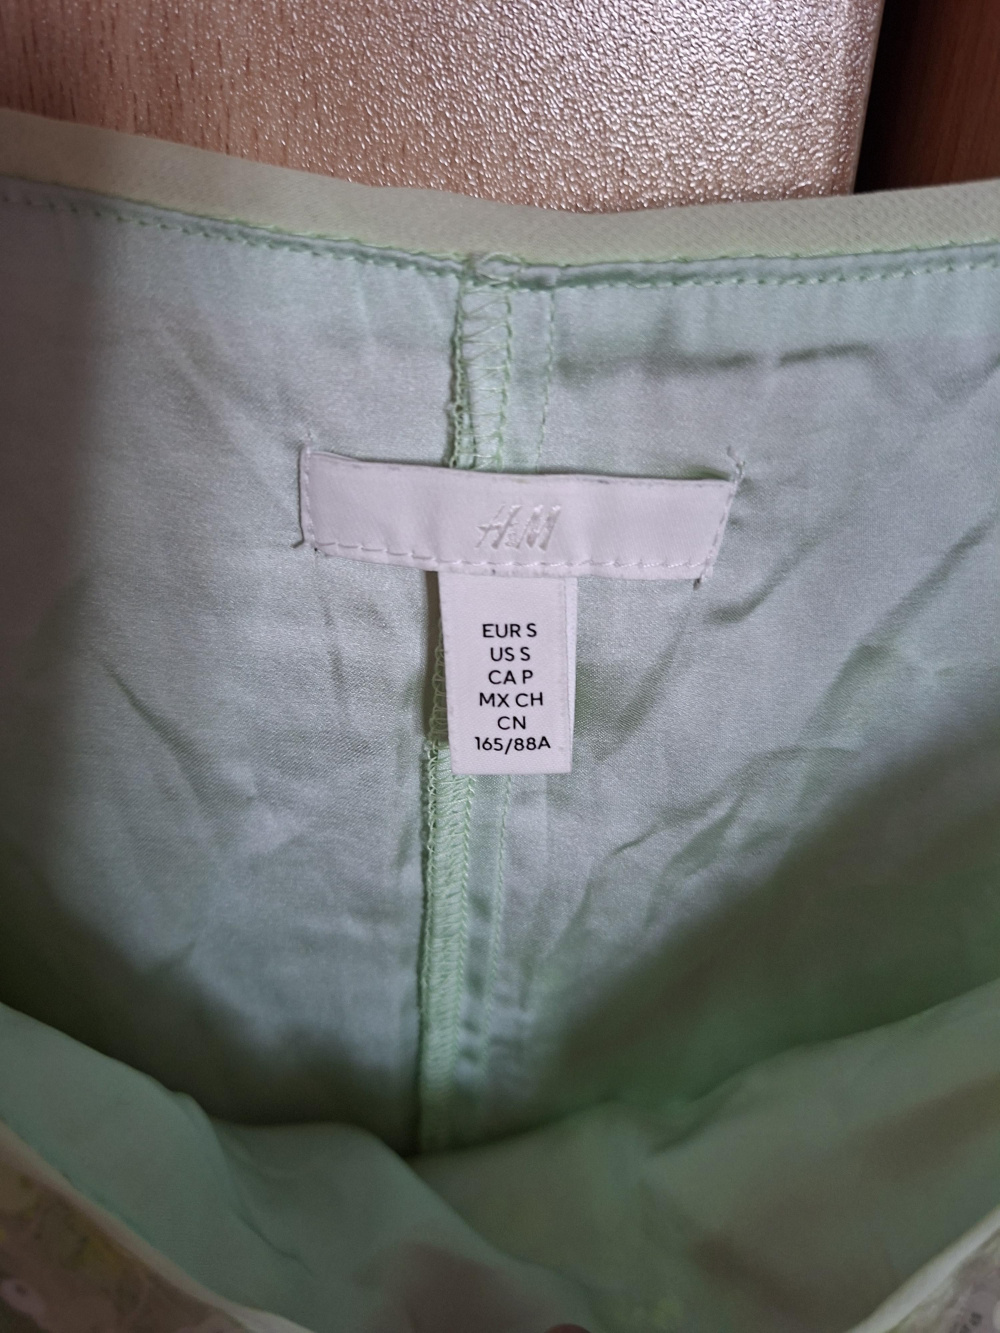 H&M
EUR S
US S
CA P
MX CH
CN
165/88A